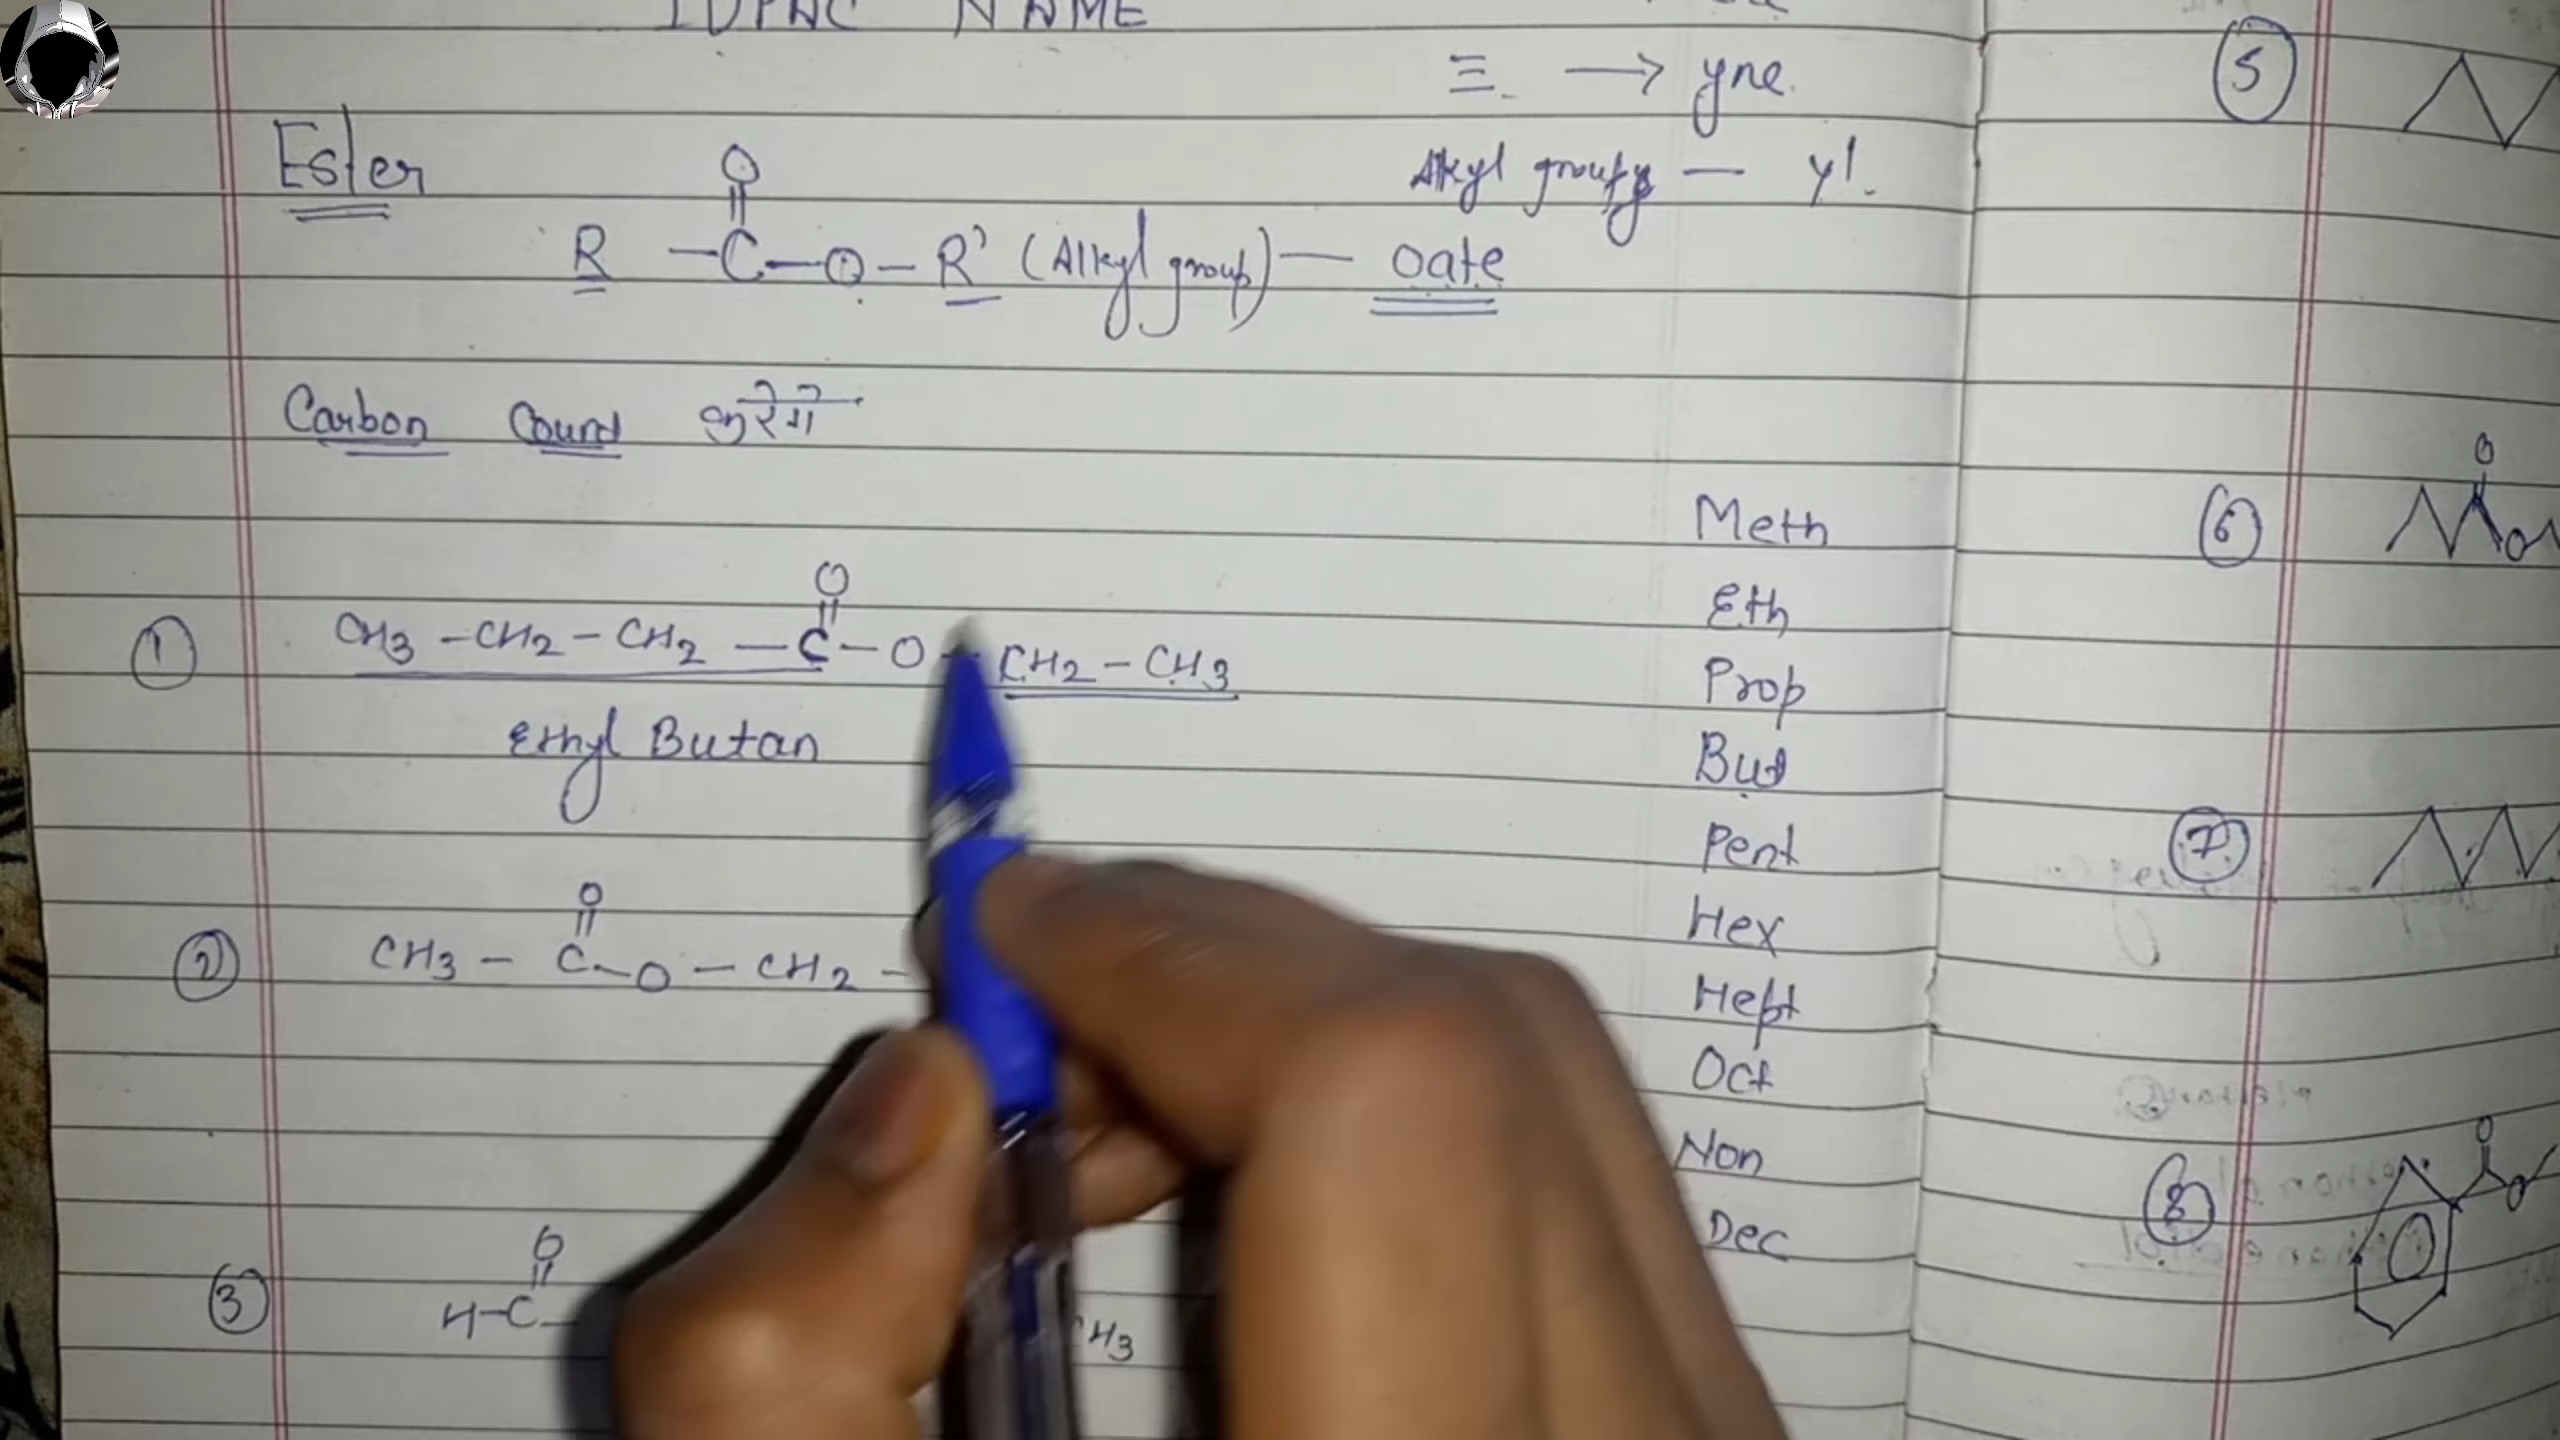 IUPAC NAME
≡ → yne.
Ester
Alkyl group — yl.
O
R — C — O — R' (Alkyl group) — oate
Carbon Count करेंगे
O
① CH3 - CH2 - CH2 - C - O - CH2 - CH3
Ethyl Butan
O
② CH3 - C - O - CH2 -
O
③ H - C -
CH3
Meth
Eth
Prop
But
Pent
Hex
Hept
Oct
Non
Dec
⑤
⑥
O
O
⑦
⑧
O
O